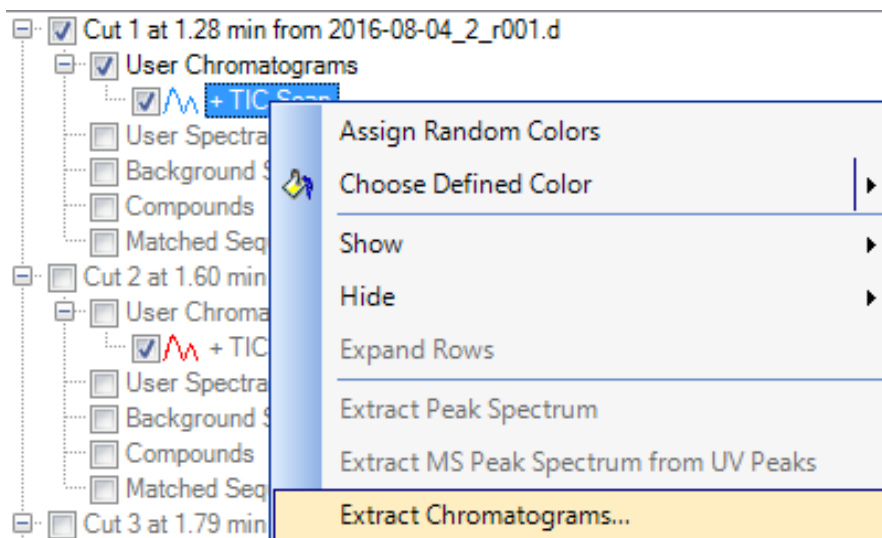 Cut 1 at 1.28 min from 2016-08-04_2_r001.d
User Chromatograms
+ TIC Scan
User Spectra
Background S
Compounds
Matched Seq
Cut 2 at 1.60 min
User Chroma
+ TIC
User Spectra
Background S
Compounds
Matched Seq
Cut 3 at 1.79 min
Assign Random Colors
Choose Defined Color
Show
Hide
Expand Rows
Extract Peak Spectrum
Extract MS Peak Spectrum from UV Peaks
Extract Chromatograms...